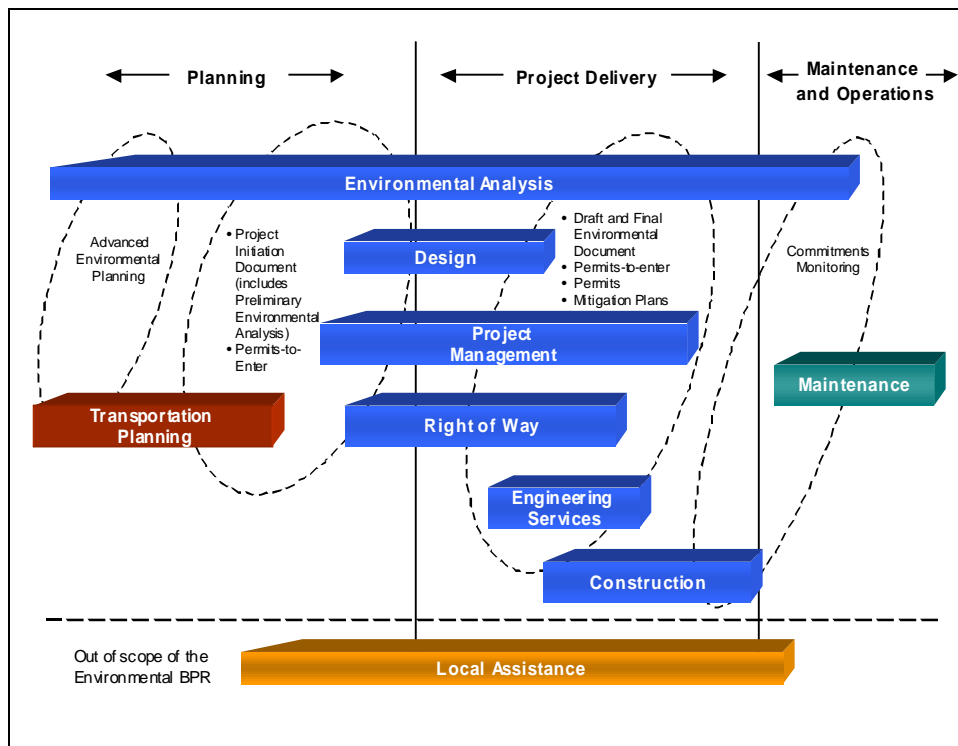 Planning
Project Delivery
Maintenance
and Operations
Environmental Analysis
Advanced
Environmental
Planning
• Project
Initiation
Document
(includes
Preliminary
Environmental
Analysis)
• Permits-to-
Enter
Design
• Draft and Final
Environmental
Document
• Permits-to-enter
• Permits
• Mitigation Plans
Commitments
Monitoring
Project
Management
Maintenance
Transportation
Planning
Right of Way
Engineering
Services
Construction
Out of scope of the
Environmental BPR
Local Assistance